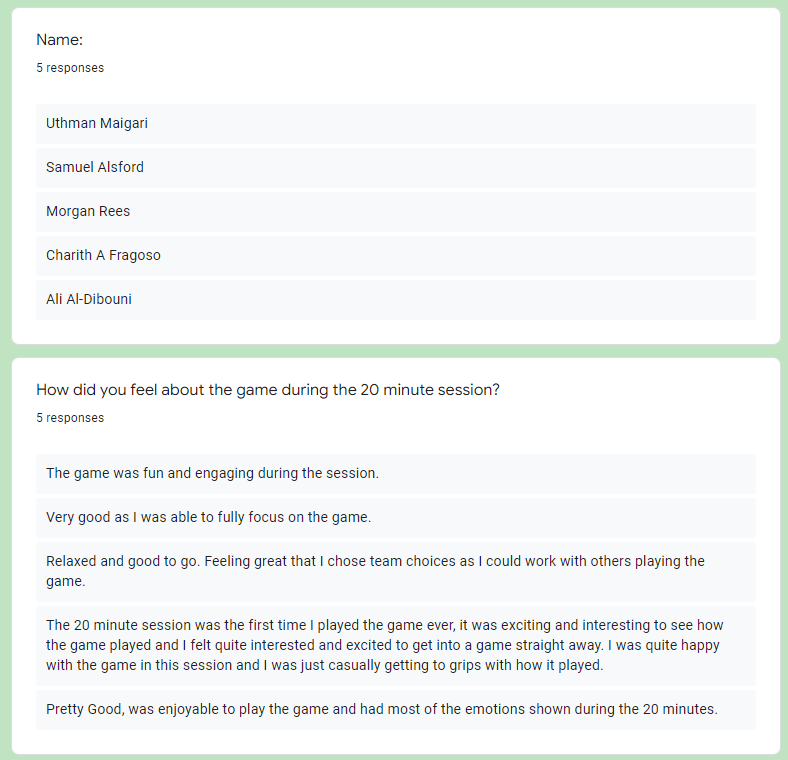 Name:
5 responses
Uthman Maigari
Samuel Alsford
Morgan Rees
Charith A Fragoso
Ali Al-Dibouni
How did you feel about the game during the 20 minute session?
5 responses
The game was fun and engaging during the session.
Very good as I was able to fully focus on the game.
Relaxed and good to go. Feeling great that I chose team choices as I could work with others playing the
game.
The 20 minute session was the first time I played the game ever, it was exciting and interesting to see how
the game played and I felt quite interested and excited to get into a game straight away. I was quite happy
with the game in this session and I was just casually getting to grips with how it played.
Pretty Good, was enjoyable to play the game and had most of the emotions shown during the 20 minutes.